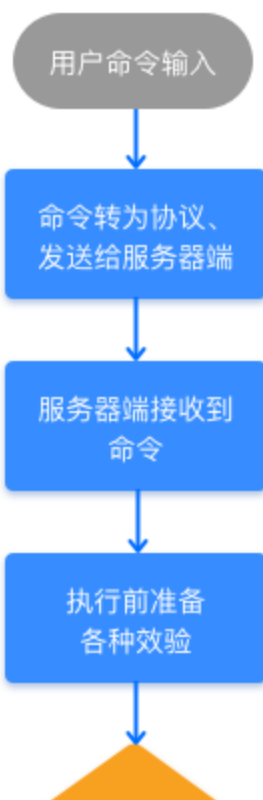 用户命令输入
命令转为协议、
发送给服务器端
服务器端接收到
命令
执行前准备
各种效验